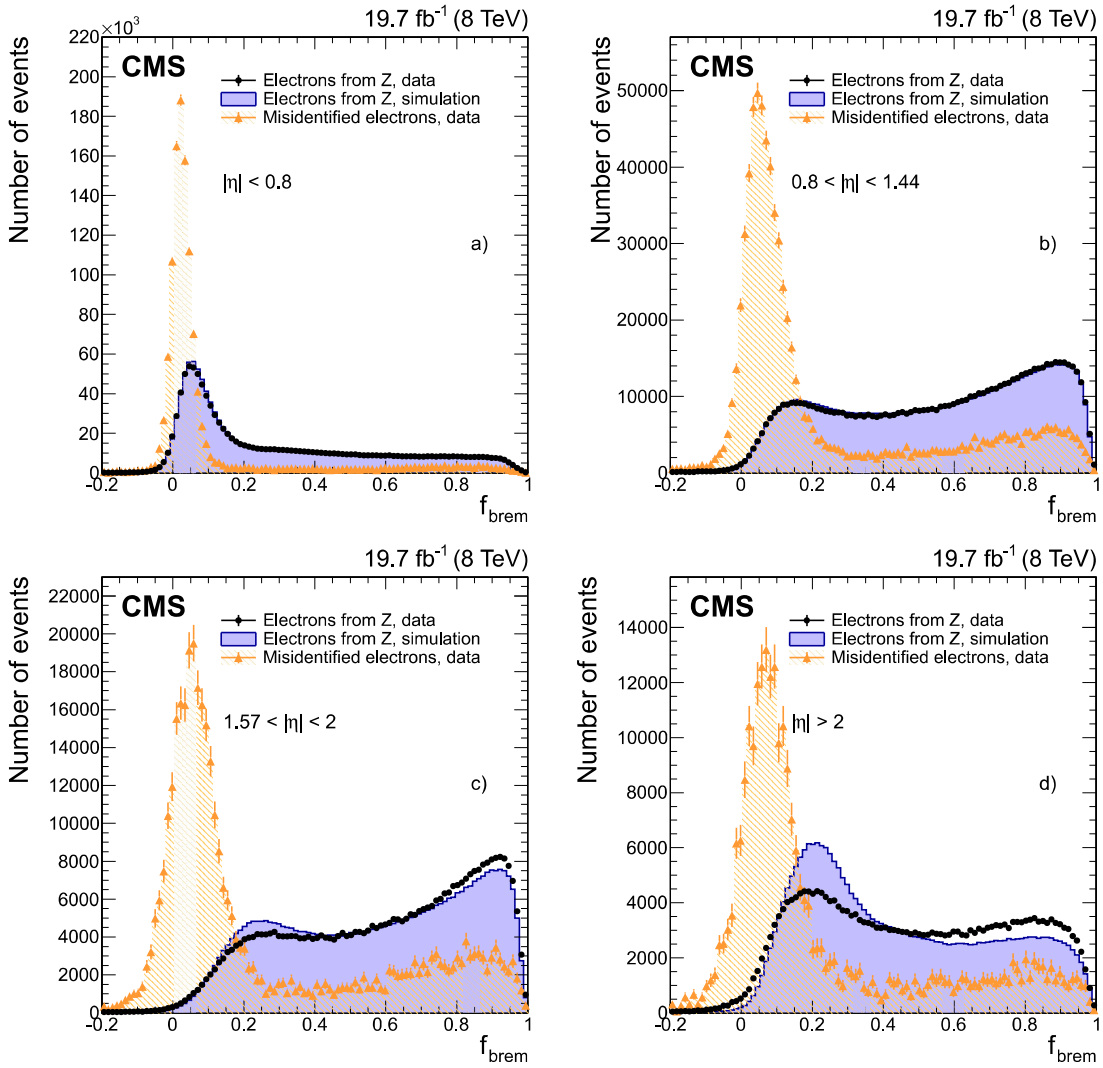 19.7 fb⁻¹ (8 TeV)
×10³
CMS
Electrons from Z, data
Electrons from Z, simulation
Misidentified electrons, data
|η| < 0.8
a)
Number of events
220
200
180
160
140
120
100
80
60
40
20
0
-0.2 0 0.2 0.4 0.6 0.8 1
f_brem
19.7 fb⁻¹ (8 TeV)
CMS
Electrons from Z, data
Electrons from Z, simulation
Misidentified electrons, data
0.8 < |η| < 1.44
b)
Number of events
50000
40000
30000
20000
10000
0
-0.2 0 0.2 0.4 0.6 0.8 1
f_brem
19.7 fb⁻¹ (8 TeV)
CMS
Electrons from Z, data
Electrons from Z, simulation
Misidentified electrons, data
1.57 < |η| < 2
c)
Number of events
22000
20000
18000
16000
14000
12000
10000
8000
6000
4000
2000
0
-0.2 0 0.2 0.4 0.6 0.8 1
f_brem
19.7 fb⁻¹ (8 TeV)
CMS
Electrons from Z, data
Electrons from Z, simulation
Misidentified electrons, data
|η| > 2
d)
Number of events
14000
12000
10000
8000
6000
4000
2000
0
-0.2 0 0.2 0.4 0.6 0.8 1
f_brem